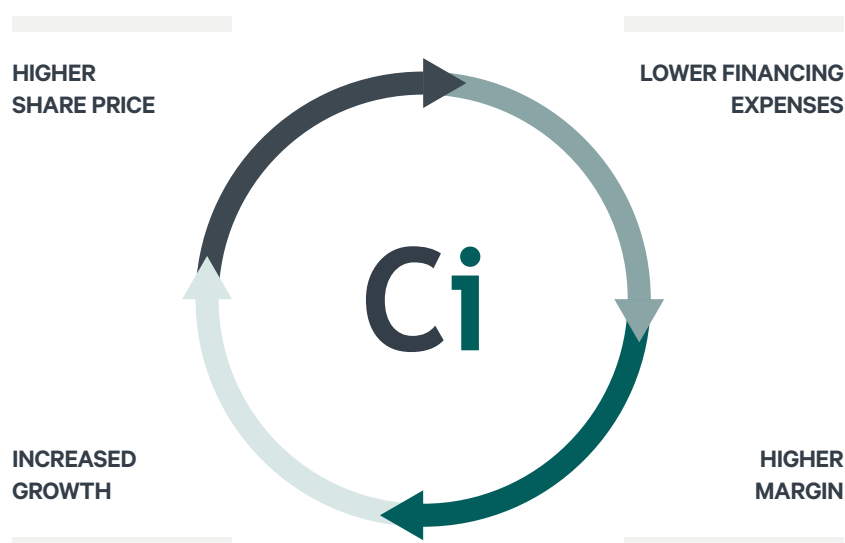 HIGHER
SHARE PRICE
LOWER FINANCING
EXPENSES
Ci
INCREASED
GROWTH
HIGHER
MARGIN